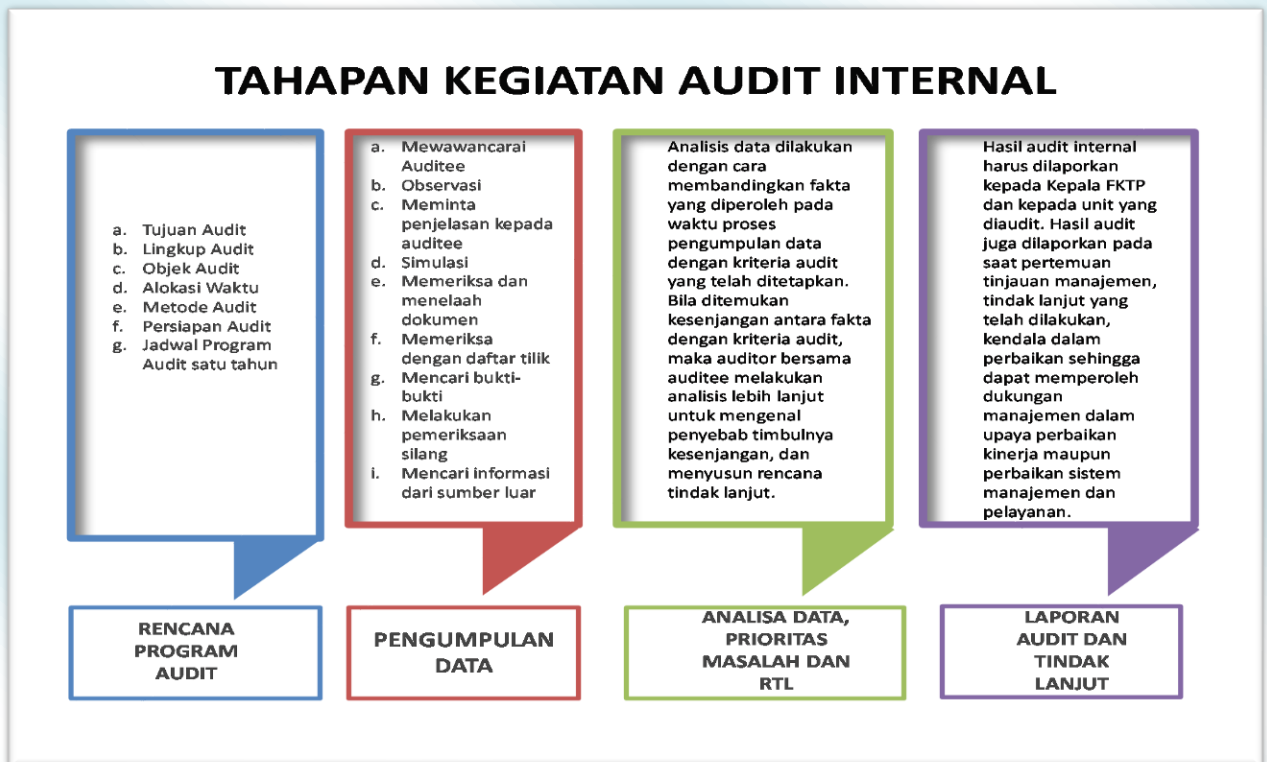 TAHAPAN KEGIATAN AUDIT INTERNAL
a. Tujuan Audit
b. Lingkup Audit
c. Objek Audit
d. Alokasi Waktu
e. Metode Audit
f. Persiapan Audit
g. Jadwal Program
Audit satu tahun
RENCANA
PROGRAM
AUDIT
a. Mewawancarai
Auditee
b. Observasi
c. Meminta
penjelasan kepada
auditee
d. Simulasi
e. Memeriksa dan
menelaah
dokumen
f. Memeriksa
dengan daftar tilik
g. Mencari bukti-
bukti
h. Melakukan
pemeriksaan
silang
i. Mencari informasi
dari sumber luar
PENGUMPULAN
DATA
Analisis data dilakukan
dengan cara
membandingkan fakta
yang diperoleh pada
waktu proses
pengumpulan data
dengan kriteria audit
yang telah ditetapkan.
Bila ditemukan
kesenjangan antara fakta
dengan kriteria audit,
maka auditor bersama
auditee melakukan
analisis lebih lanjut
untuk mengenal
penyebab timbulnya
kesenjangan, dan
menyusun rencana
tindak lanjut.
ANALISA DATA,
PRIORITAS
MASALAH DAN
RTL
Hasil audit internal
harus dilaporkan
kepada Kepala FKTP
dan kepada unit yang
diaudit. Hasil audit
juga dilaporkan pada
saat pertemuan
tinjauan manajemen,
tindak lanjut yang
telah dilakukan,
kendala dalam
perbaikan sehingga
dapat memperoleh
dukungan
manajemen dalam
upaya perbaikan
kinerja maupun
perbaikan sistem
manajemen dan
pelayanan.
LAPORAN
AUDIT DAN
TINDAK
LANJUT